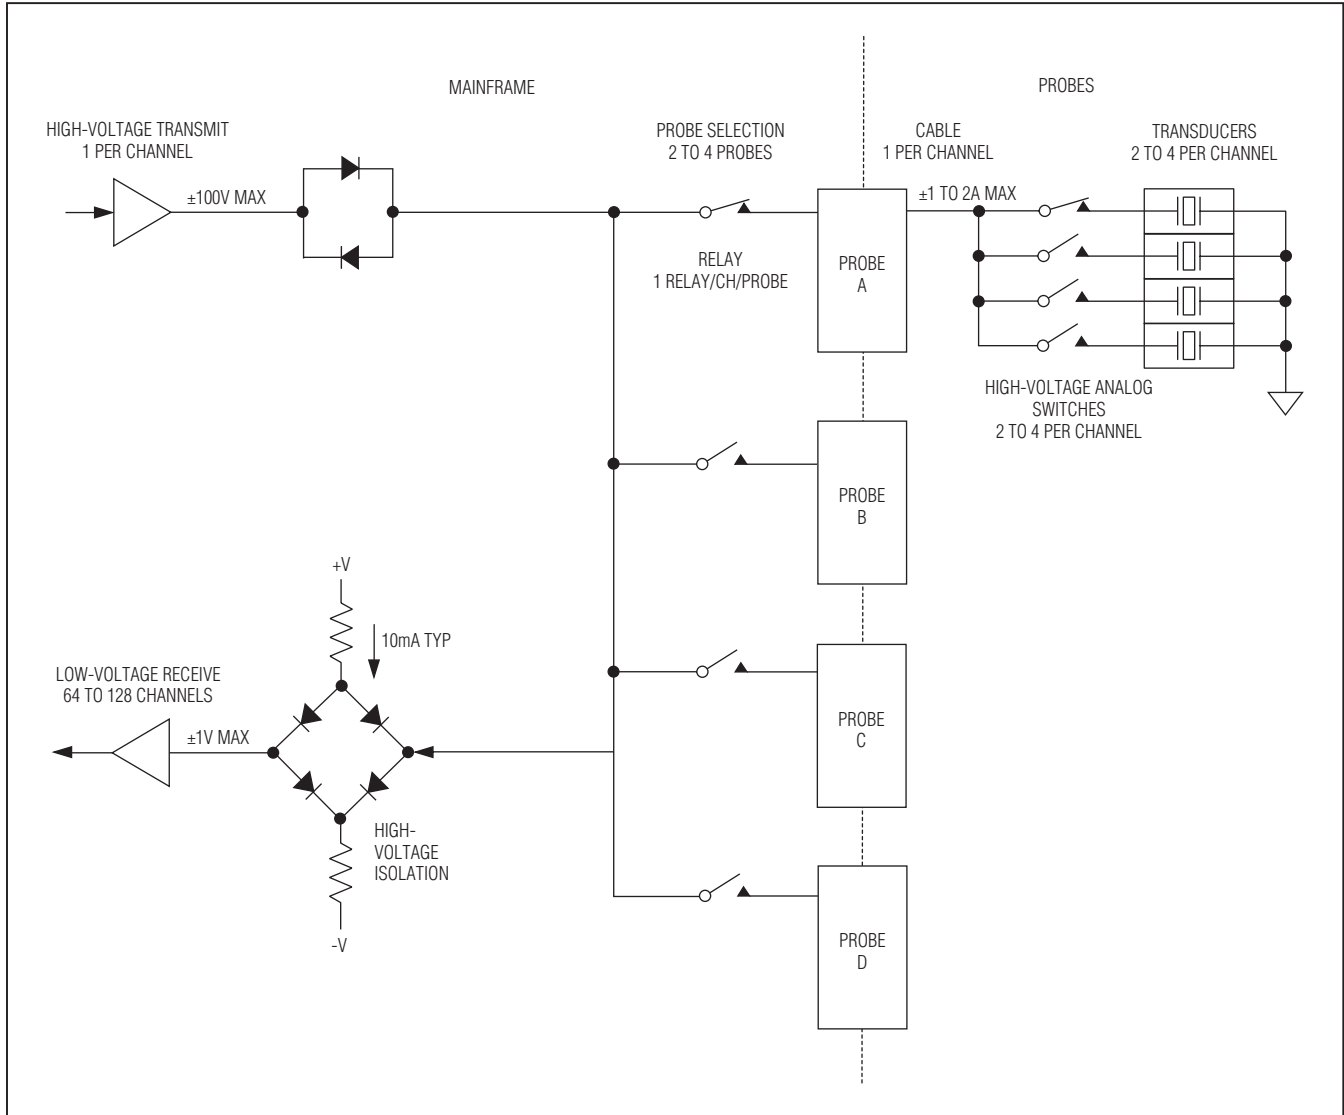 MAINFRAME
PROBES
HIGH-VOLTAGE TRANSMIT
1 PER CHANNEL
±100V MAX
PROBE SELECTION
2 TO 4 PROBES
CABLE
1 PER CHANNEL
TRANSDUCERS
2 TO 4 PER CHANNEL
±1 TO 2A MAX
RELAY
1 RELAY/CH/PROBE
PROBE
A
HIGH-VOLTAGE ANALOG
SWITCHES
2 TO 4 PER CHANNEL
PROBE
B
+V
10mA TYP
LOW-VOLTAGE RECEIVE
64 TO 128 CHANNELS
±1V MAX
PROBE
C
HIGH-
VOLTAGE
ISOLATION
-V
PROBE
D